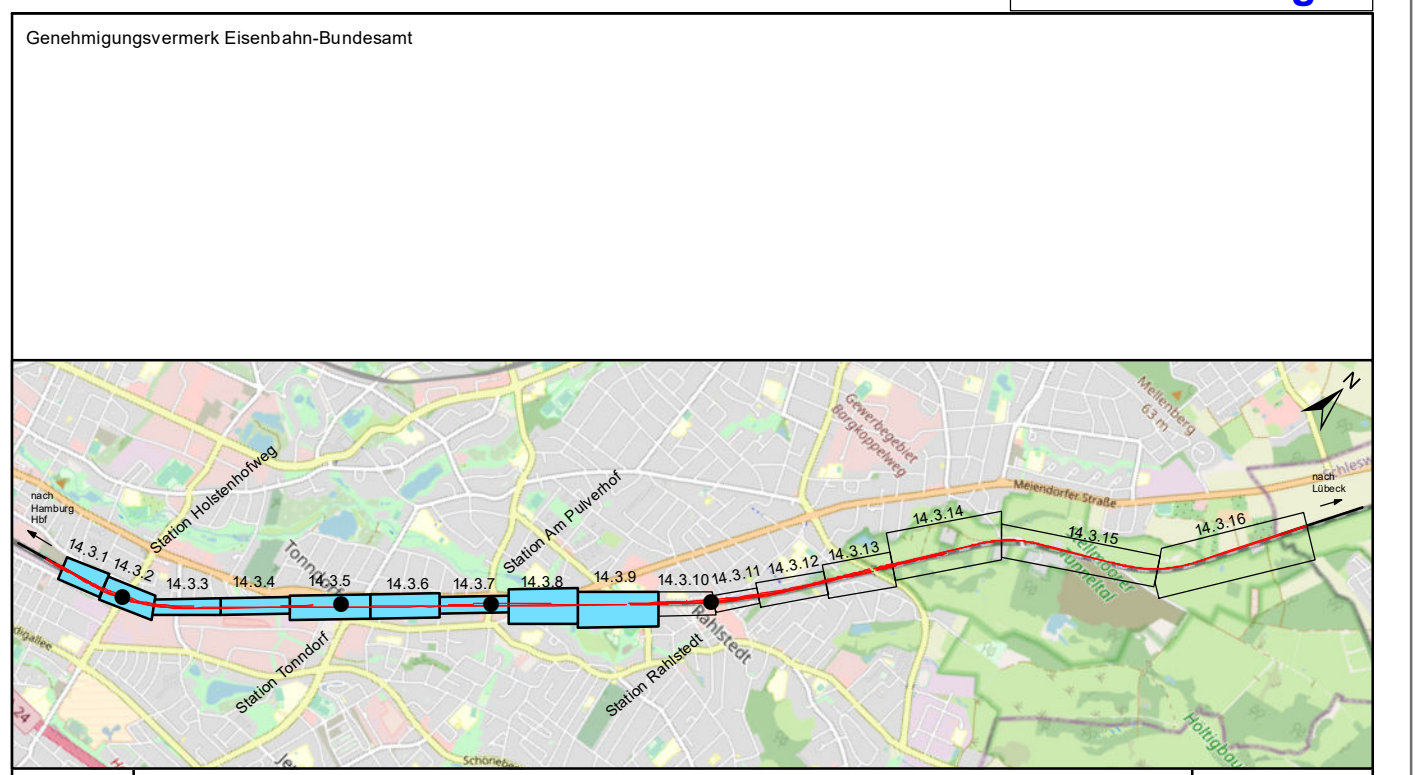 Genehmigungsvermerk Eisenbahn-Bundesamt
N
Mellenberg
63 m
Gewerbegebiet
Bargkoppelweg
nach
Lübeck
Meiendorfer Straße
nach
Hamburg
Hbf
Station Holstenhofweg
Station Am Pulverhof
14.3.1
14.3.2
14.3.3
14.3.4
14.3.5
14.3.6
14.3.7
14.3.8
14.3.9
14.3.10
14.3.11
14.3.12
14.3.13
14.3.14
14.3.15
14.3.16
Tonndorf
Rahlstedt
Station Tonndorf
Station Rahlstedt
24